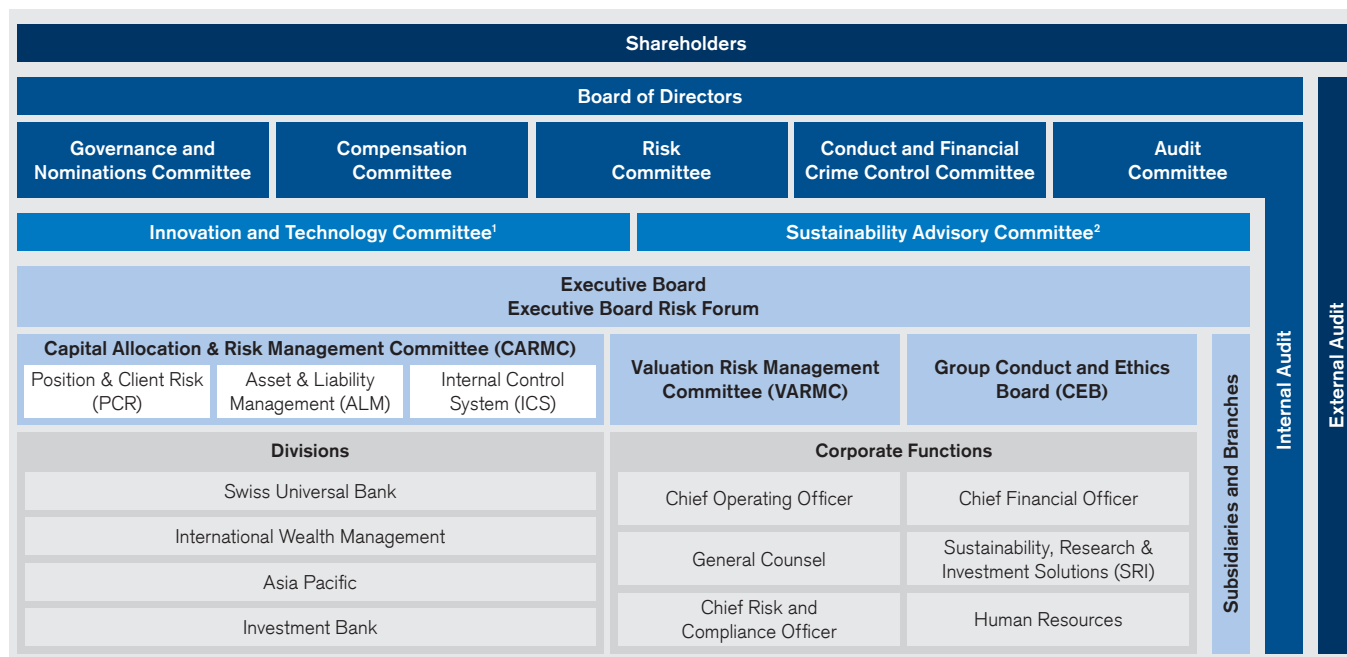 Shareholders
Board of Directors
Governance and
Nominations Committee
Compensation
Committee
Risk
Committee
Conduct and Financial
Crime Control Committee
Audit
Committee
Innovation and Technology Committee¹
Sustainability Advisory Committee²
Executive Board
Executive Board Risk Forum
Capital Allocation & Risk Management Committee (CARMC)
Position & Client Risk
(PCR)
Asset & Liability
Management (ALM)
Internal Control
System (ICS)
Valuation Risk Management
Committee (VARMC)
Group Conduct and Ethics
Board (CEB)
Divisions
Swiss Universal Bank
International Wealth Management
Asia Pacific
Investment Bank
Corporate Functions
Chief Operating Officer
Chief Financial Officer
General Counsel
Sustainability, Research &
Investment Solutions (SRI)
Chief Risk and
Compliance Officer
Human Resources
Subsidiaries and Branches
Internal Audit
External Audit